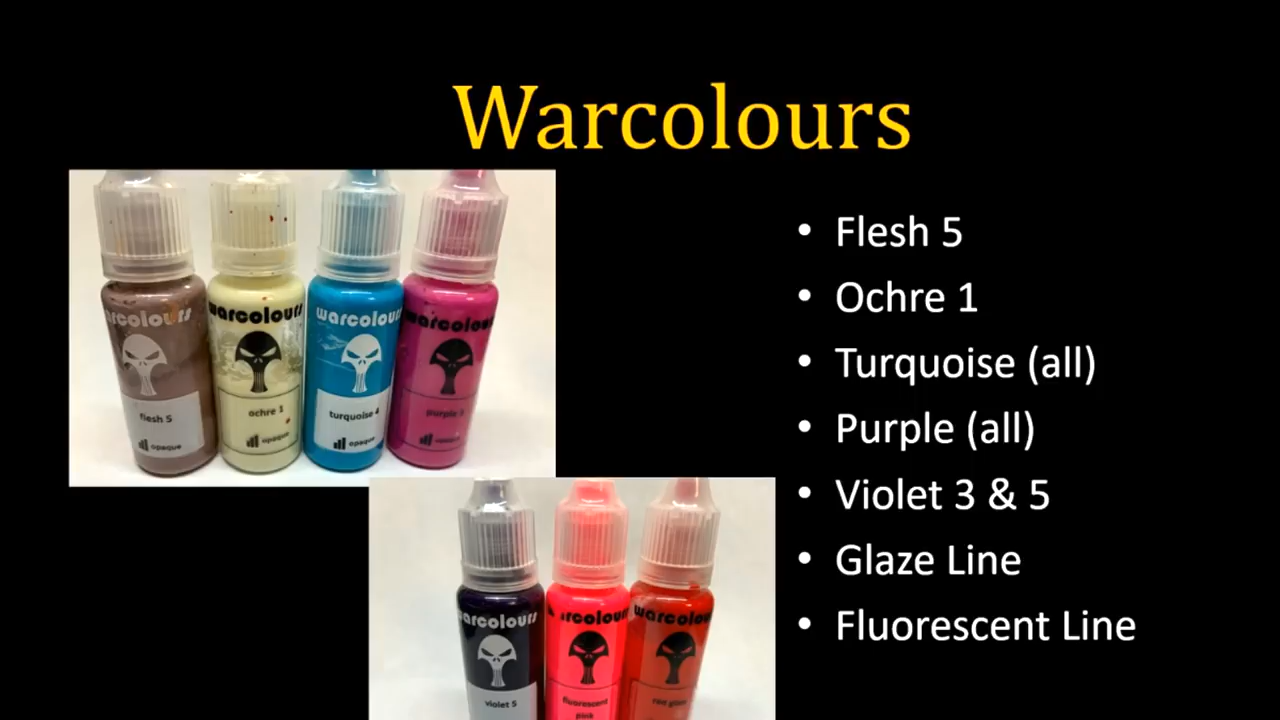 Warcolours
warcolours
warcolours
warcolours
warcolours
flesh 5
opaque
ochre 1
opaque
turquoise 4
opaque
purple
opaque
warcolours
warcolours
warcolours
violet 5
fluorescent
pink
red glaze
• Flesh 5
• Ochre 1
• Turquoise (all)
• Purple (all)
• Violet 3 & 5
• Glaze Line
• Fluorescent Line